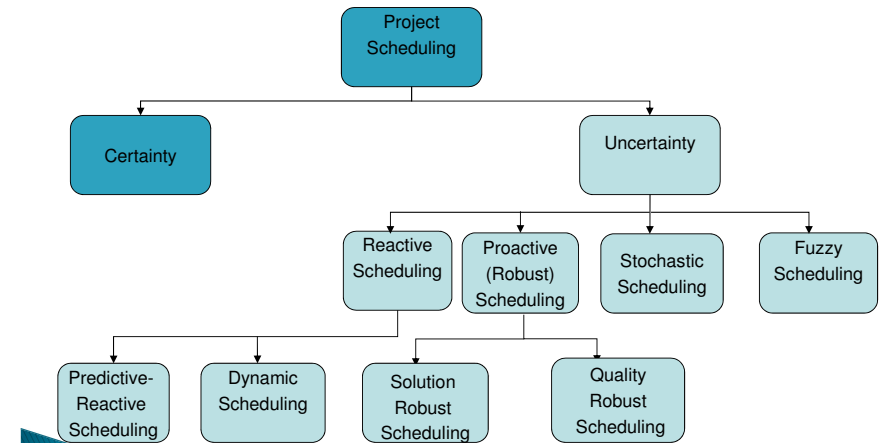 Project
Scheduling
Certainty
Uncertainty
Reactive
Scheduling
Proactive
(Robust)
Scheduling
Stochastic
Scheduling
Fuzzy
Scheduling
Predictive-
Reactive
Scheduling
Dynamic
Scheduling
Solution
Robust
Scheduling
Quality
Robust
Scheduling